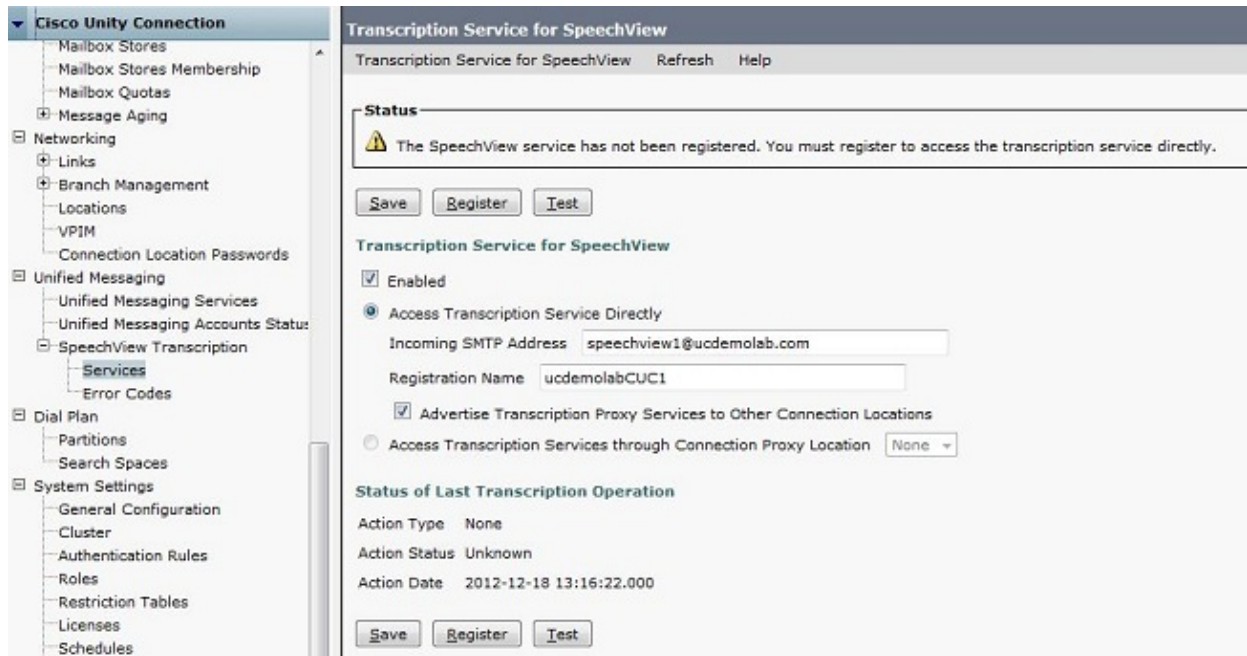 Cisco Unity Connection
Mailbox Stores
Mailbox Stores Membership
Mailbox Quotas
Message Aging
Networking
Links
Branch Management
Locations
VPIM
Connection Location Passwords
Unified Messaging
Unified Messaging Services
Unified Messaging Accounts Status
SpeechView Transcription
Services
Error Codes
Dial Plan
Partitions
Search Spaces
System Settings
General Configuration
Cluster
Authentication Rules
Roles
Restriction Tables
Licenses
Schedules
Transcription Service for SpeechView
Transcription Service for SpeechView Refresh Help
Status
The SpeechView service has not been registered. You must register to access the transcription service directly.
Save Register Test
Transcription Service for SpeechView
Enabled
Access Transcription Service Directly
Incoming SMTP Address speechview1@ucdemolab.com
Registration Name ucdemolabCUC1
Advertise Transcription Proxy Services to Other Connection Locations
Access Transcription Services through Connection Proxy Location None
Status of Last Transcription Operation
Action Type None
Action Status Unknown
Action Date 2012-12-18 13:16:22.000
Save Register Test